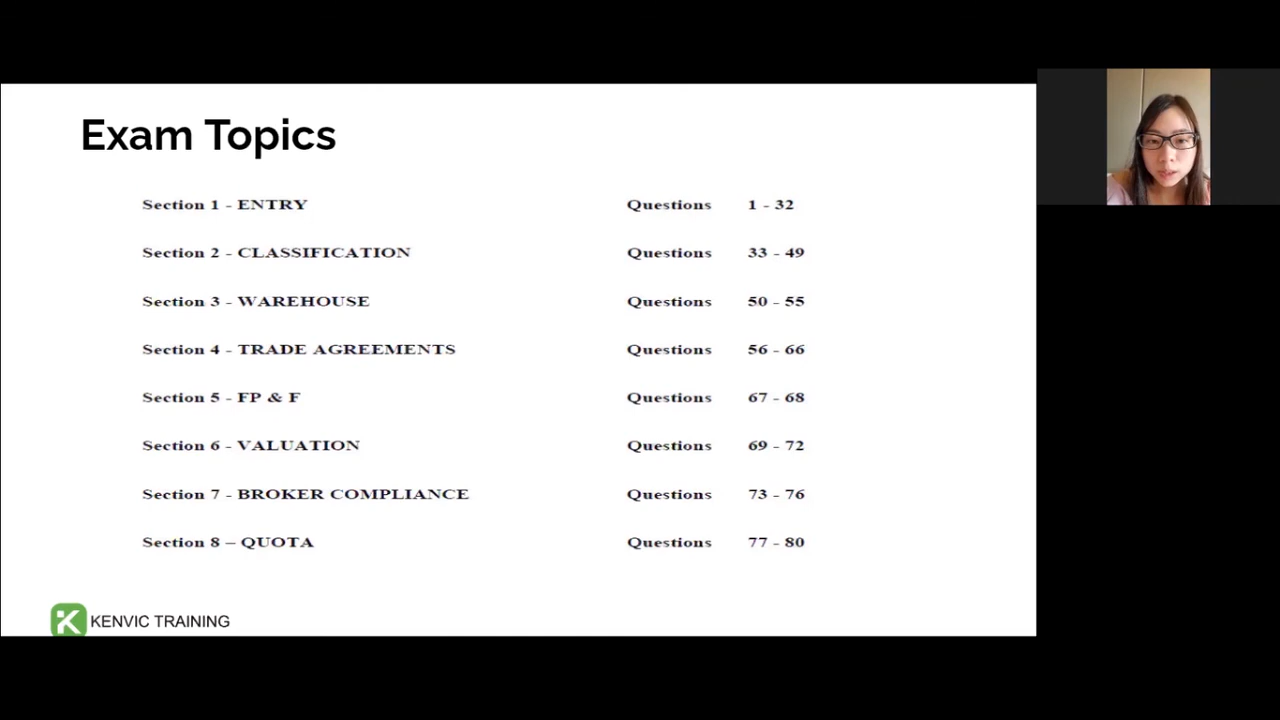 Exam Topics
Section 1 - ENTRY Questions 1 - 32
Section 2 - CLASSIFICATION Questions 33 - 49
Section 3 - WAREHOUSE Questions 50 - 55
Section 4 - TRADE AGREEMENTS Questions 56 - 66
Section 5 - FP & F Questions 67 - 68
Section 6 - VALUATION Questions 69 - 72
Section 7 - BROKER COMPLIANCE Questions 73 - 76
Section 8 – QUOTA Questions 77 - 80
KENVIC TRAINING